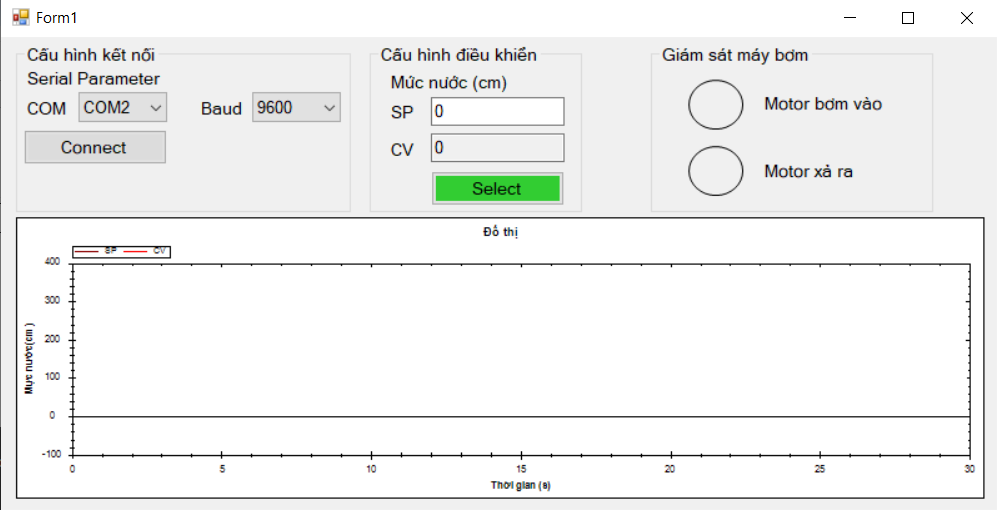 Form1
Cấu hình kết nối
Serial Parameter
COM COM2 Baud 9600
Connect
Cấu hình điều khiển
Mức nước (cm)
SP 0
CV 0
Select
Giám sát máy bơm
Motor bơm vào
Motor xả ra
Đồ thị
SP CV
400
300
200
100
0
-100
Mực nước(cm )
0 5 10 15 20 25 30
Thời gian (s)